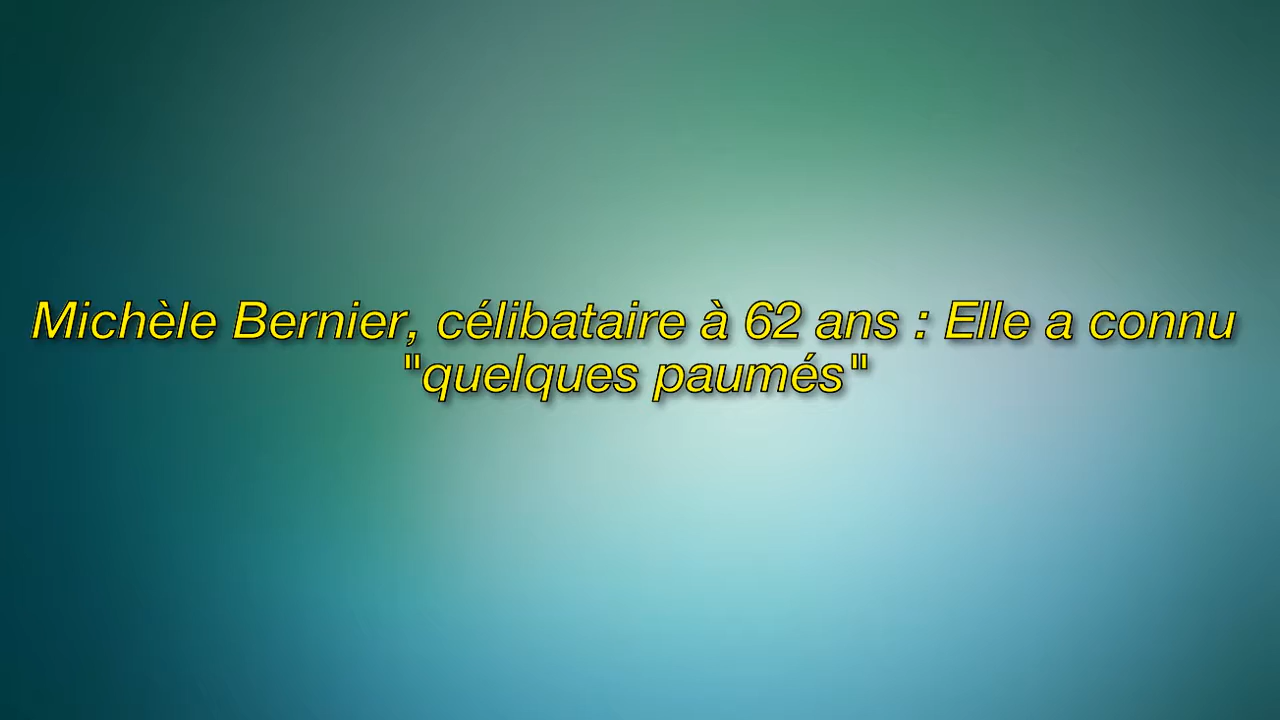 Michèle Bernier, célibataire à 62 ans : Elle a connu
"quelques paumés"